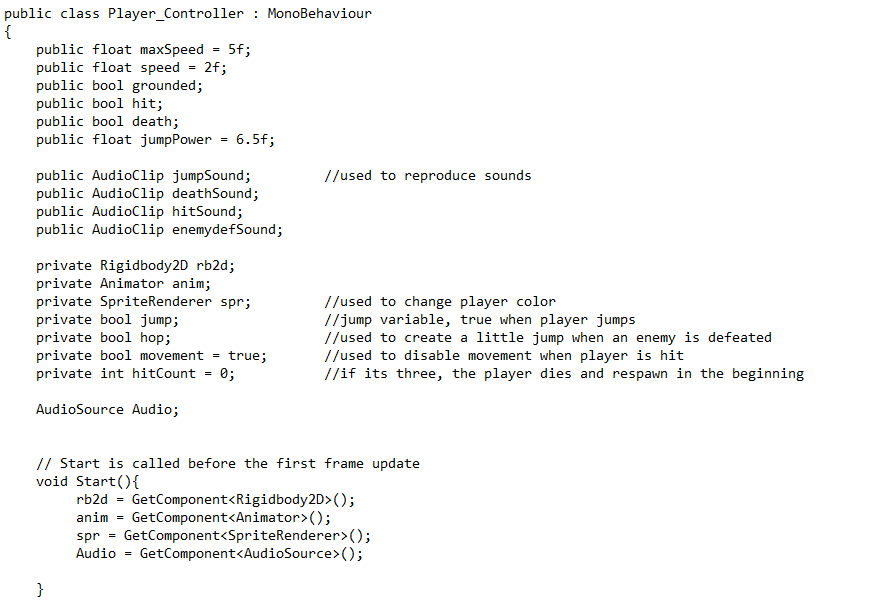 public class Player_Controller : MonoBehaviour
{
    public float maxSpeed = 5f;
    public float speed = 2f;
    public bool grounded;
    public bool hit;
    public bool death;
    public float jumpPower = 6.5f;

    public AudioClip jumpSound;         //used to reproduce sounds
    public AudioClip deathSound;
    public AudioClip hitSound;
    public AudioClip enemydefSound;

    private Rigidbody2D rb2d;
    private Animator anim;
    private SpriteRenderer spr;         //used to change player color
    private bool jump;                  //jump variable, true when player jumps
    private bool hop;                   //used to create a little jump when an enemy is defeated
    private bool movement = true;       //used to disable movement when player is hit
    private int hitCount = 0;           //if its three, the player dies and respawn in the beginning

    AudioSource Audio;


    // Start is called before the first frame update
    void Start(){
         rb2d = GetComponent<Rigidbody2D>();
         anim = GetComponent<Animator>();
         spr = GetComponent<SpriteRenderer>();
         Audio = GetComponent<AudioSource>();

    }